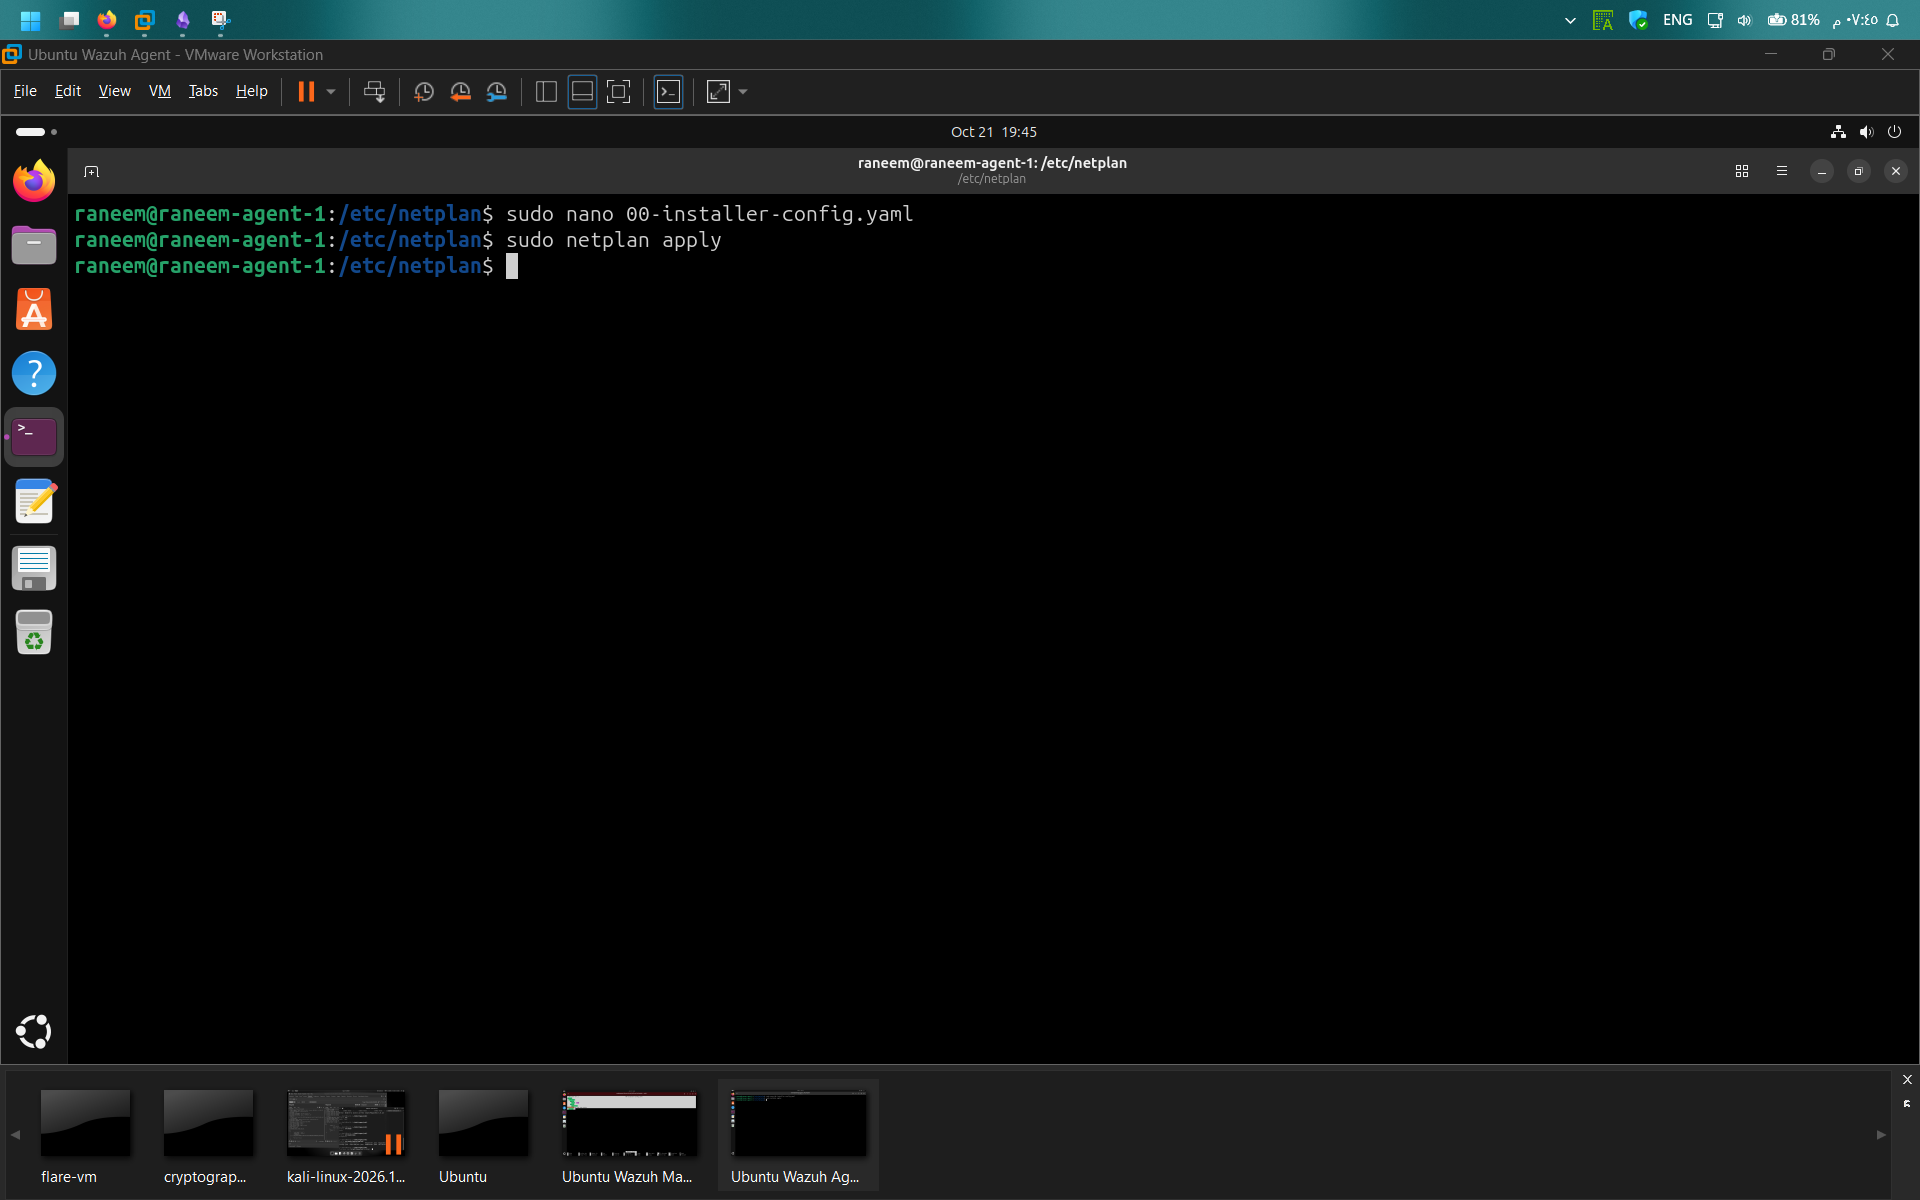 ENG
81%
٠٧:٤٥ م
Ubuntu Wazuh Agent - VMware Workstation
File Edit View VM Tabs Help
Oct 21 19:45
raneem@raneem-agent-1: /etc/netplan
/etc/netplan
raneem@raneem-agent-1:/etc/netplan$ sudo nano 00-installer-config.yaml
raneem@raneem-agent-1:/etc/netplan$ sudo netplan apply
raneem@raneem-agent-1:/etc/netplan$
flare-vm
cryptograp...
kali-linux-2026.1...
Ubuntu
Ubuntu Wazuh Ma...
Ubuntu Wazuh Ag...